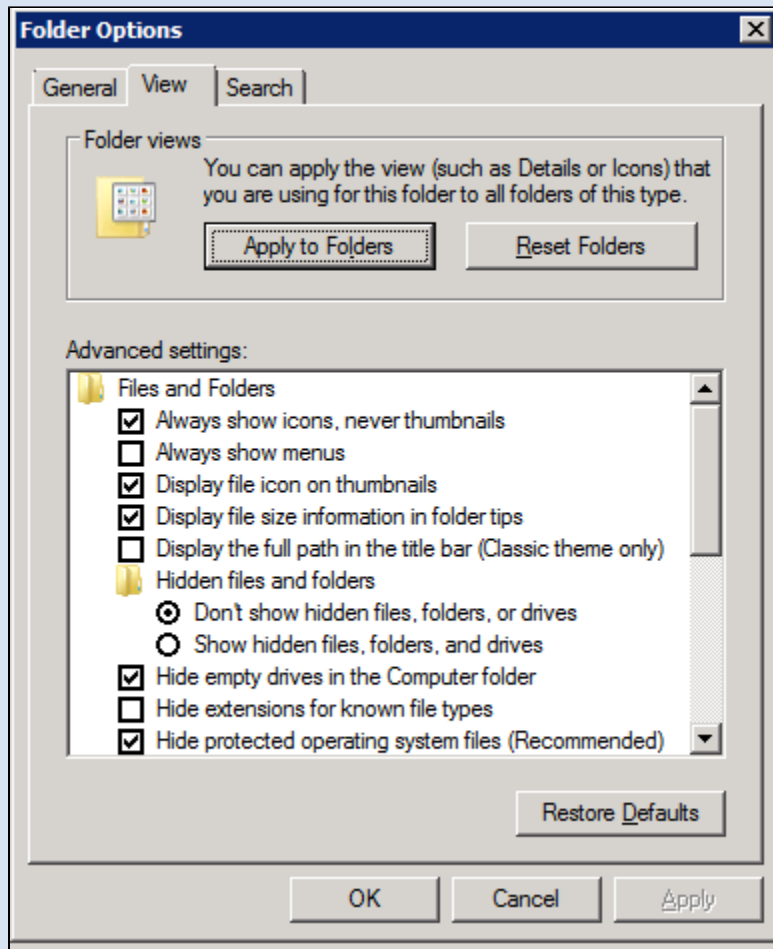 Folder Options
General View Search
Folder views
You can apply the view (such as Details or Icons) that
you are using for this folder to all folders of this type.
Apply to Folders Reset Folders
Advanced settings:
Files and Folders
Always show icons, never thumbnails
Always show menus
Display file icon on thumbnails
Display file size information in folder tips
Display the full path in the title bar (Classic theme only)
Hidden files and folders
Don't show hidden files, folders, or drives
Show hidden files, folders, and drives
Hide empty drives in the Computer folder
Hide extensions for known file types
Hide protected operating system files (Recommended)
Restore Defaults
OK Cancel Apply